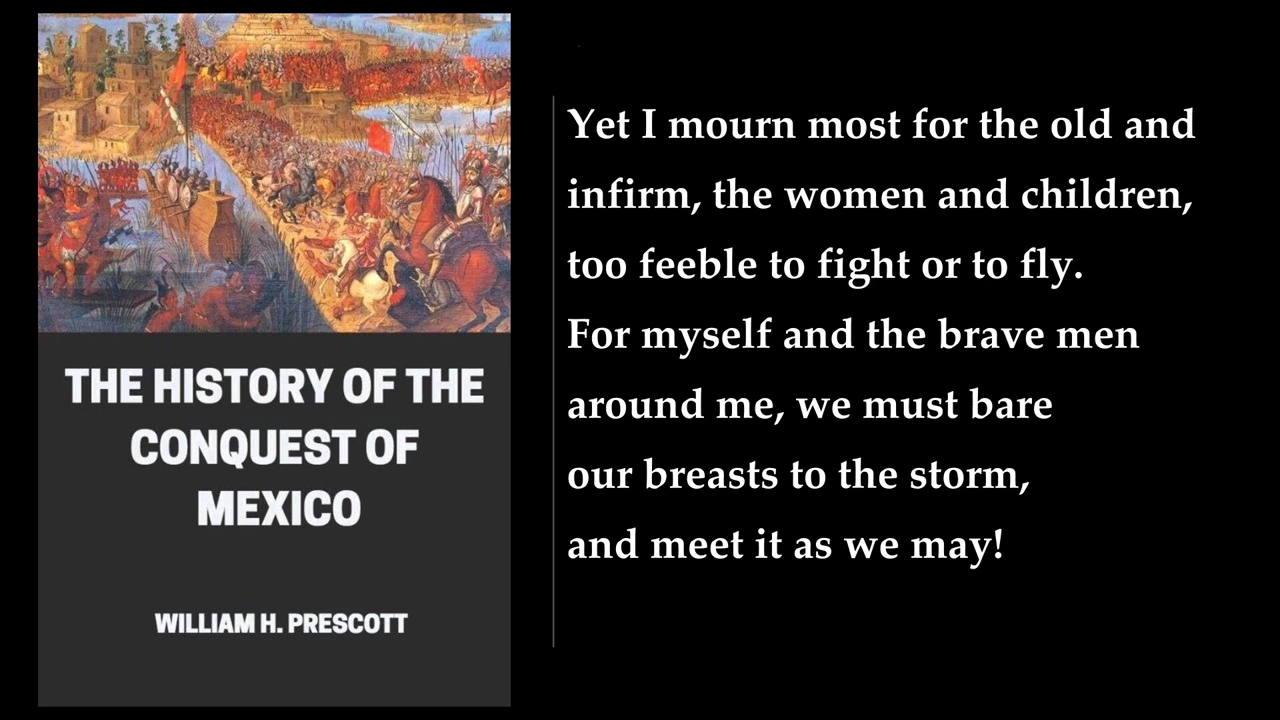 THE HISTORY OF THE
CONQUEST OF
MEXICO
WILLIAM H. PRESCOTT
Yet I mourn most for the old and
infirm, the women and children,
too feeble to fight or to fly.
For myself and the brave men
around me, we must bare
our breasts to the storm,
and meet it as we may!